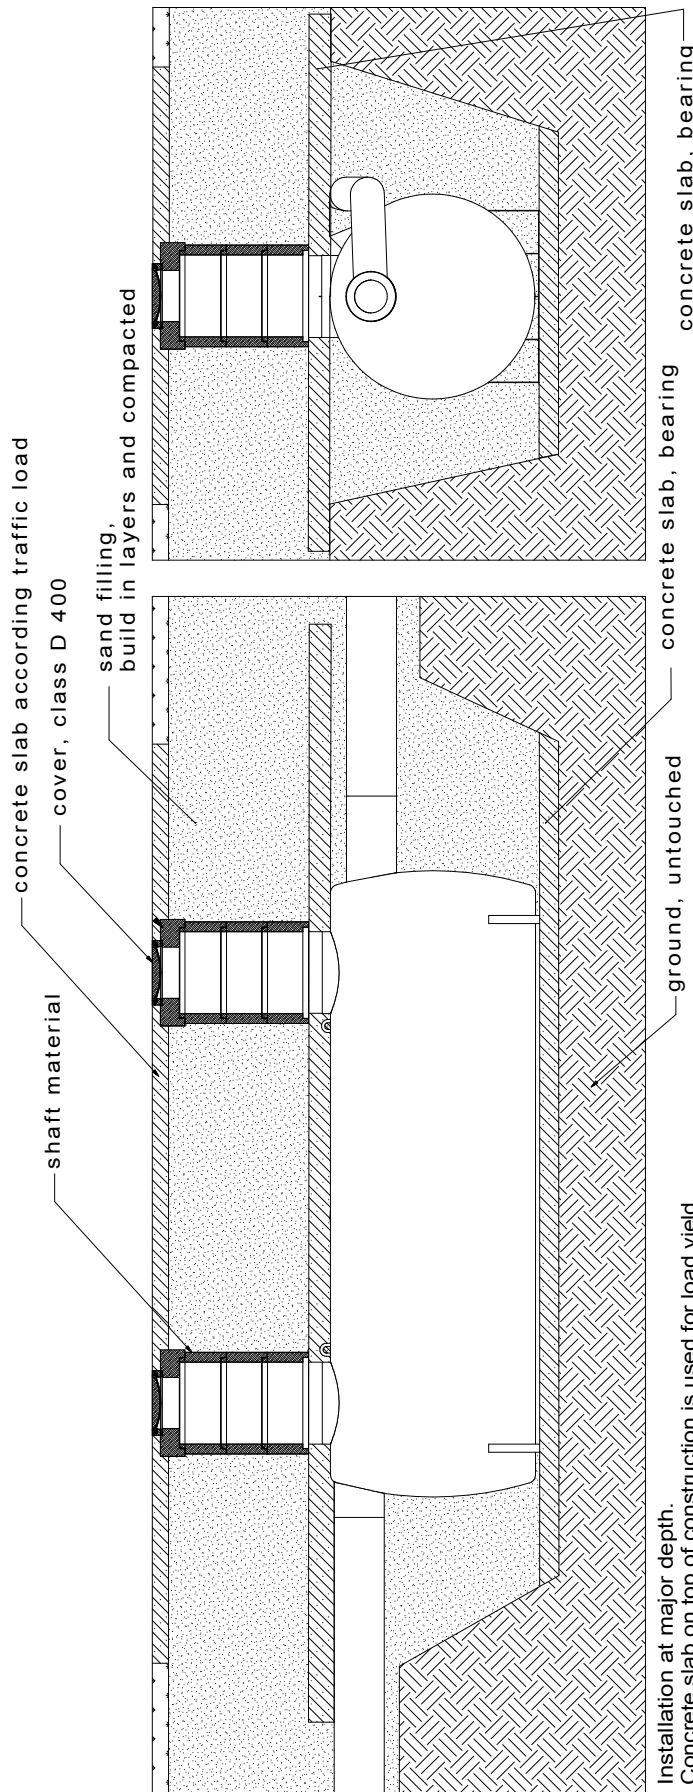 shaft material
concrete slab according traffic load
cover, class D 400
sand filling,
build in layers and compacted
ground, untouched
concrete slab, bearing
concrete slab, bearing
Installation at major depth.
Concrete slab on top of construction is used for load yield